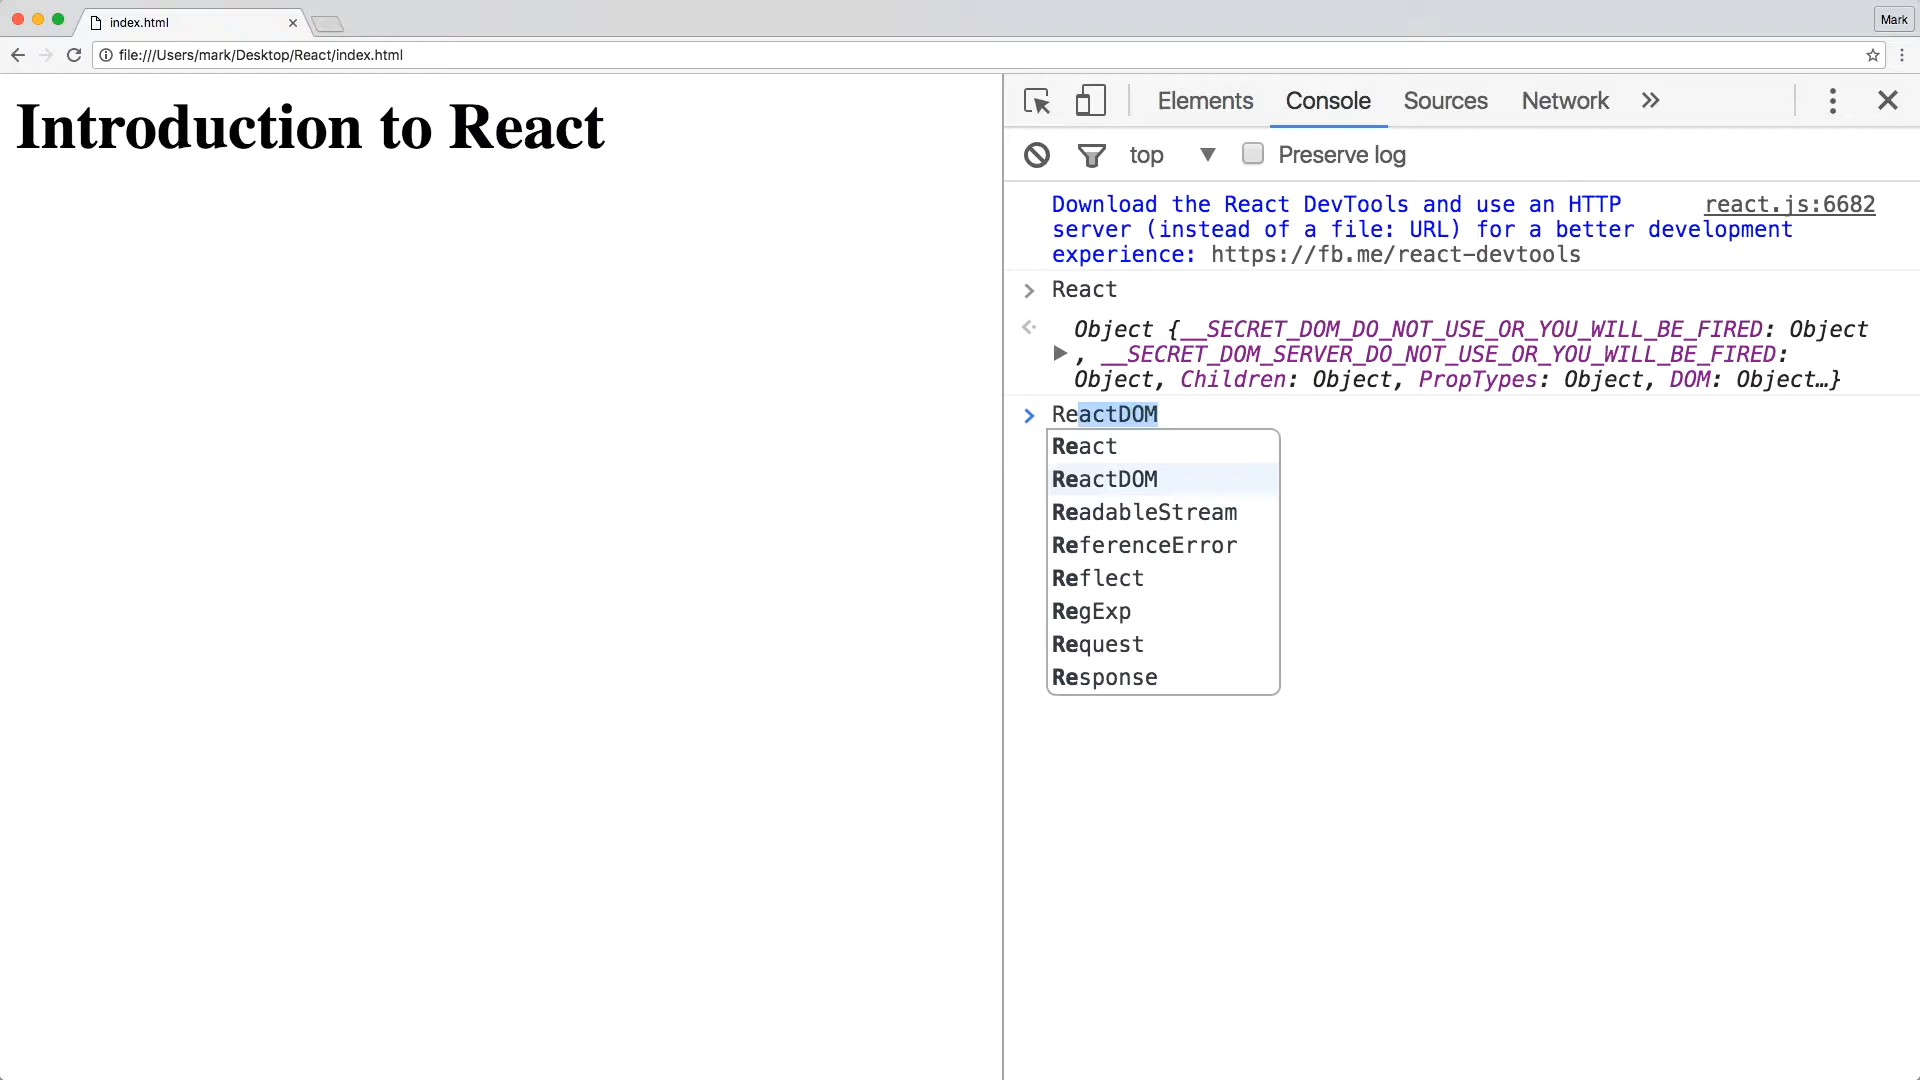 index.html
Mark
file:///Users/mark/Desktop/React/index.html
Introduction to React
Elements Console Sources Network
top Preserve log
Download the React DevTools and use an HTTP react.js:6682
server (instead of a file: URL) for a better development
experience: https://fb.me/react-devtools
React
Object {__SECRET_DOM_DO_NOT_USE_OR_YOU_WILL_BE_FIRED: Object
, __SECRET_DOM_SERVER_DO_NOT_USE_OR_YOU_WILL_BE_FIRED:
Object, Children: Object, PropTypes: Object, DOM: Object…}
ReactDOM
React
ReactDOM
ReadableStream
ReferenceError
Reflect
RegExp
Request
Response